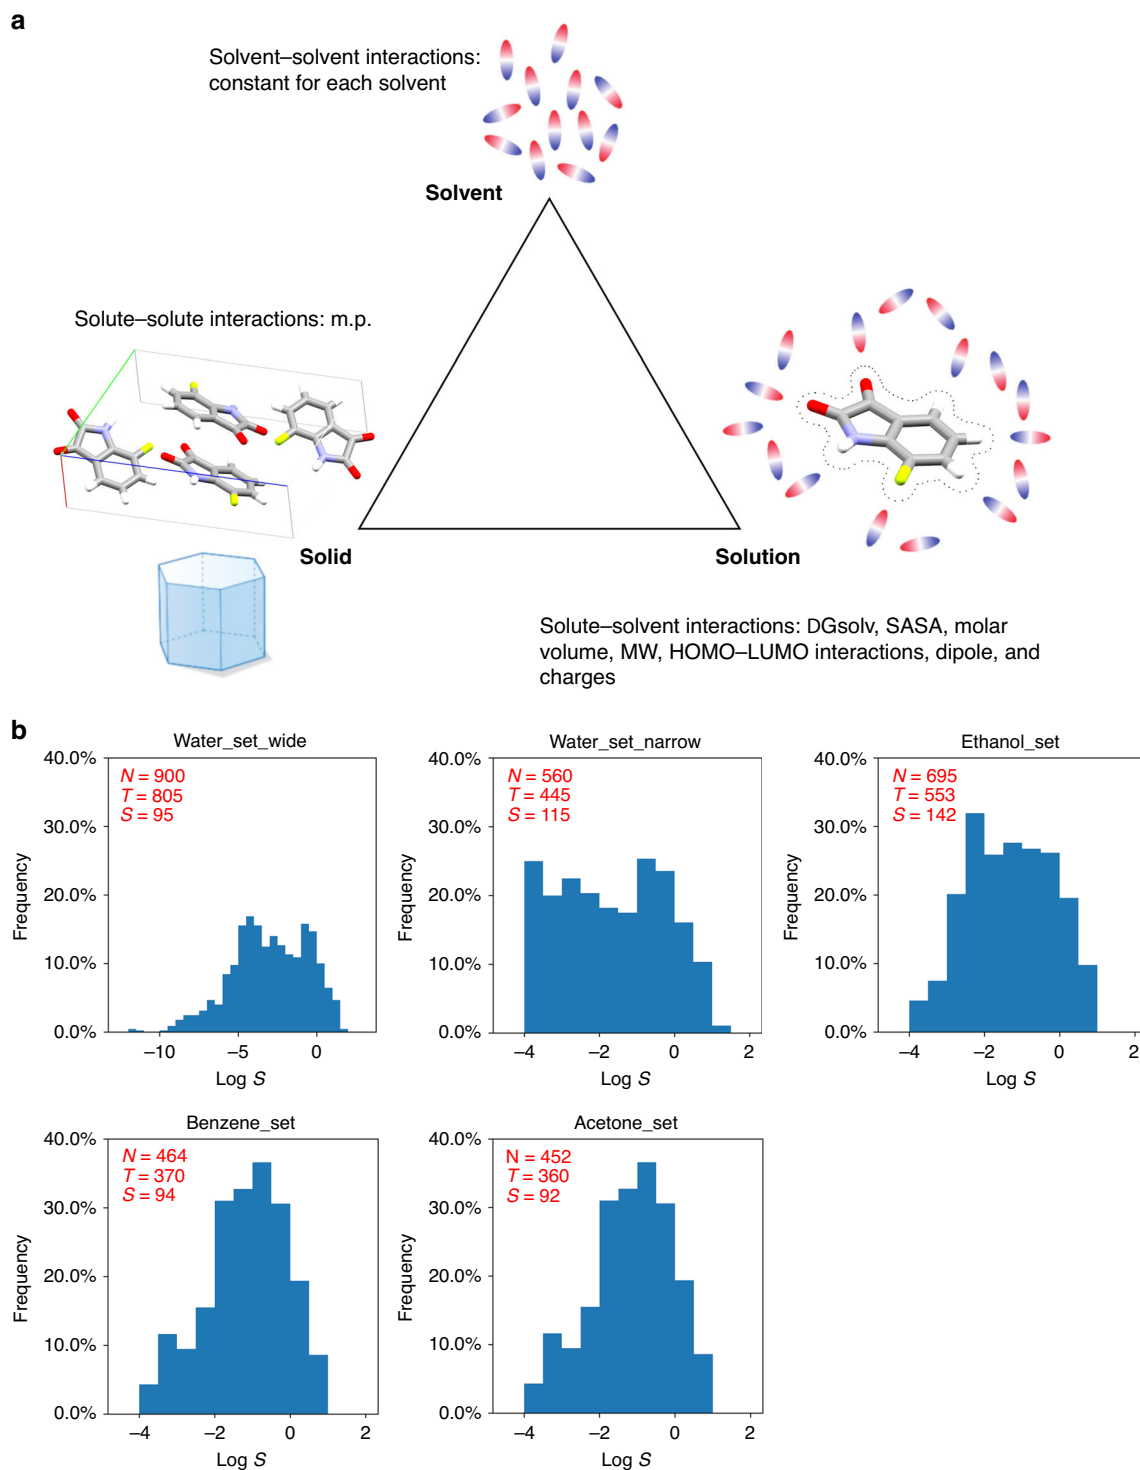 a
Solvent–solvent interactions:
constant for each solvent
Solvent
Solute–solute interactions: m.p.
Solid
Solution
Solute–solvent interactions: DGsolv, SASA, molar
volume, MW, HOMO–LUMO interactions, dipole, and
charges
b
Water_set_wide
40.0%
30.0%
20.0%
10.0%
0.0%
Frequency
N = 900
T = 805
S = 95
–10
–5
0
Log S
Water_set_narrow
40.0%
30.0%
20.0%
10.0%
0.0%
Frequency
N = 560
T = 445
S = 115
–4
–2
0
2
Log S
Ethanol_set
40.0%
30.0%
20.0%
10.0%
0.0%
Frequency
N = 695
T = 553
S = 142
–4
–2
0
2
Log S
Benzene_set
40.0%
30.0%
20.0%
10.0%
0.0%
Frequency
N = 464
T = 370
S = 94
–4
–2
0
2
Log S
Acetone_set
40.0%
30.0%
20.0%
10.0%
0.0%
Frequency
N = 452
T = 360
S = 92
–4
–2
0
2
Log S